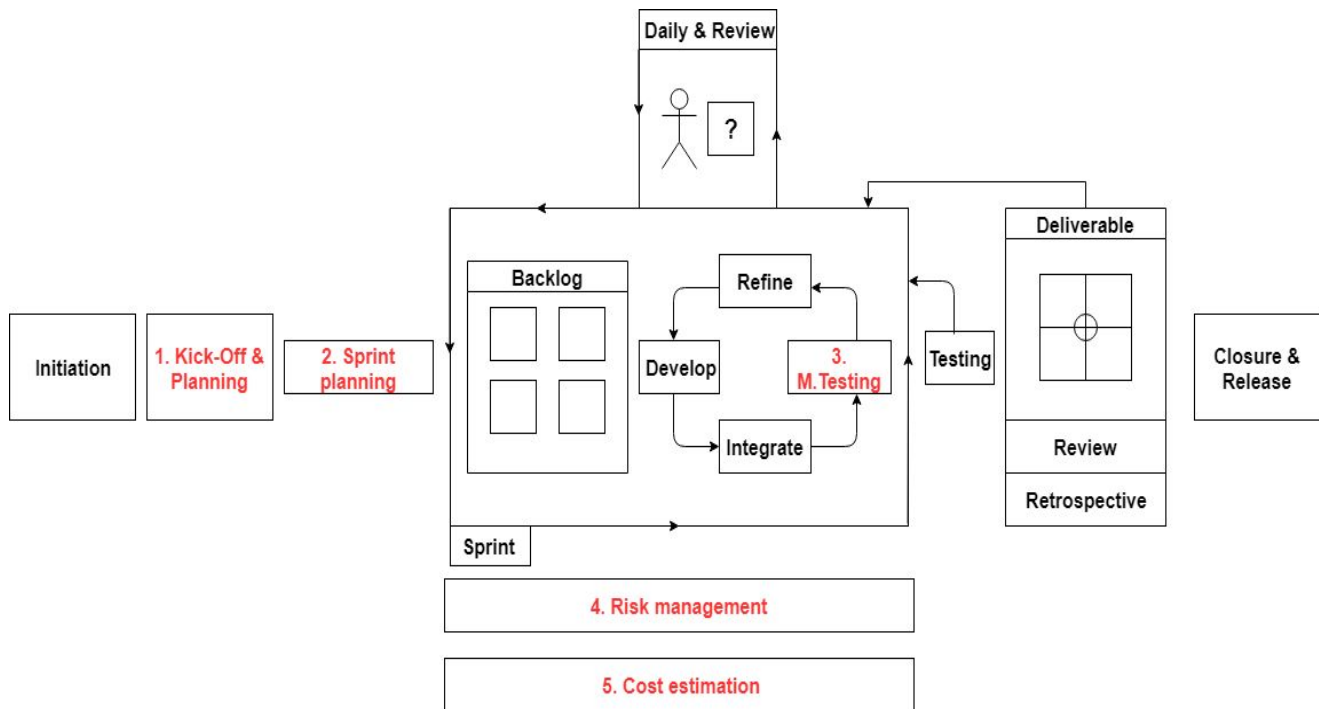 Daily & Review
?
Deliverable
Backlog
Refine
Initiation
1. Kick-Off &
Planning
2. Sprint
planning
Develop
3.
M.Testing
Testing
Closure &
Release
Integrate
Review
Retrospective
Sprint
4. Risk management
5. Cost estimation